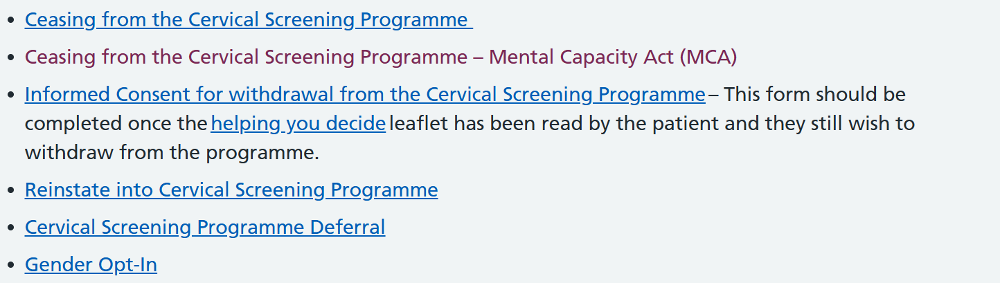 • Ceasing from the Cervical Screening Programme
• Ceasing from the Cervical Screening Programme – Mental Capacity Act (MCA)
• Informed Consent for withdrawal from the Cervical Screening Programme – This form should be
completed once the helping you decide leaflet has been read by the patient and they still wish to
withdraw from the programme.
• Reinstate into Cervical Screening Programme
• Cervical Screening Programme Deferral
• Gender Opt-In